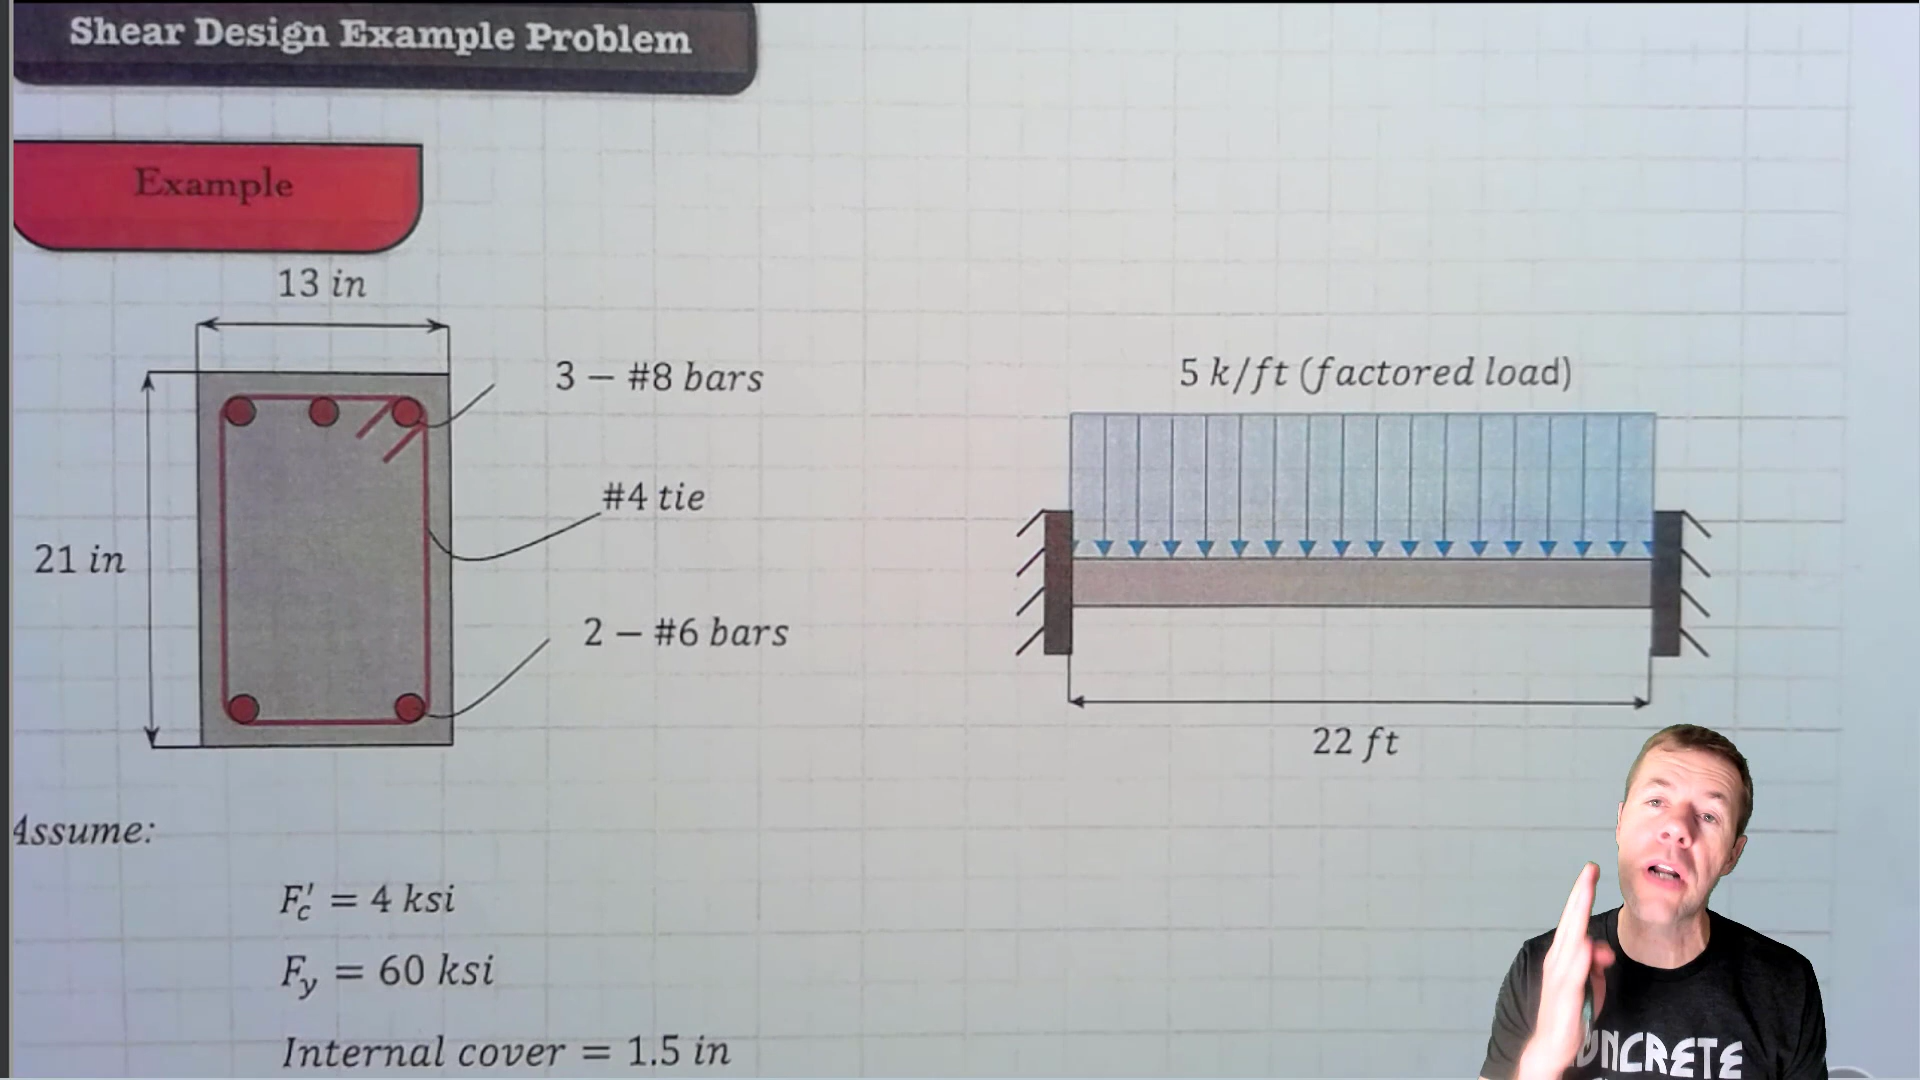 Shear Design Example Problem
Example
13 in
3 – #8 bars
5 k/ft (factored load)
#4 tie
21 in
2 – #6 bars
22 ft
Assume:
F'c = 4 ksi
Fy = 60 ksi
Internal cover = 1.5 in